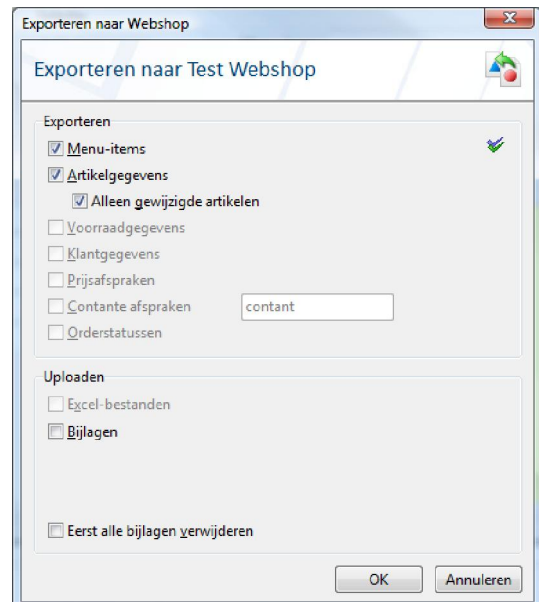 Exporteren naar Webshop
Exporteren naar Test Webshop
Exporteren
Menu-items
Artikelgegevens
Alleen gewijzigde artikelen
Voorraadgegevens
Klantgegevens
Prijsafspraken
Contante afspraken contant
Orderstatussen
Uploaden
Excel-bestanden
Bijlagen
Eerst alle bijlagen verwijderen
OK Annuleren